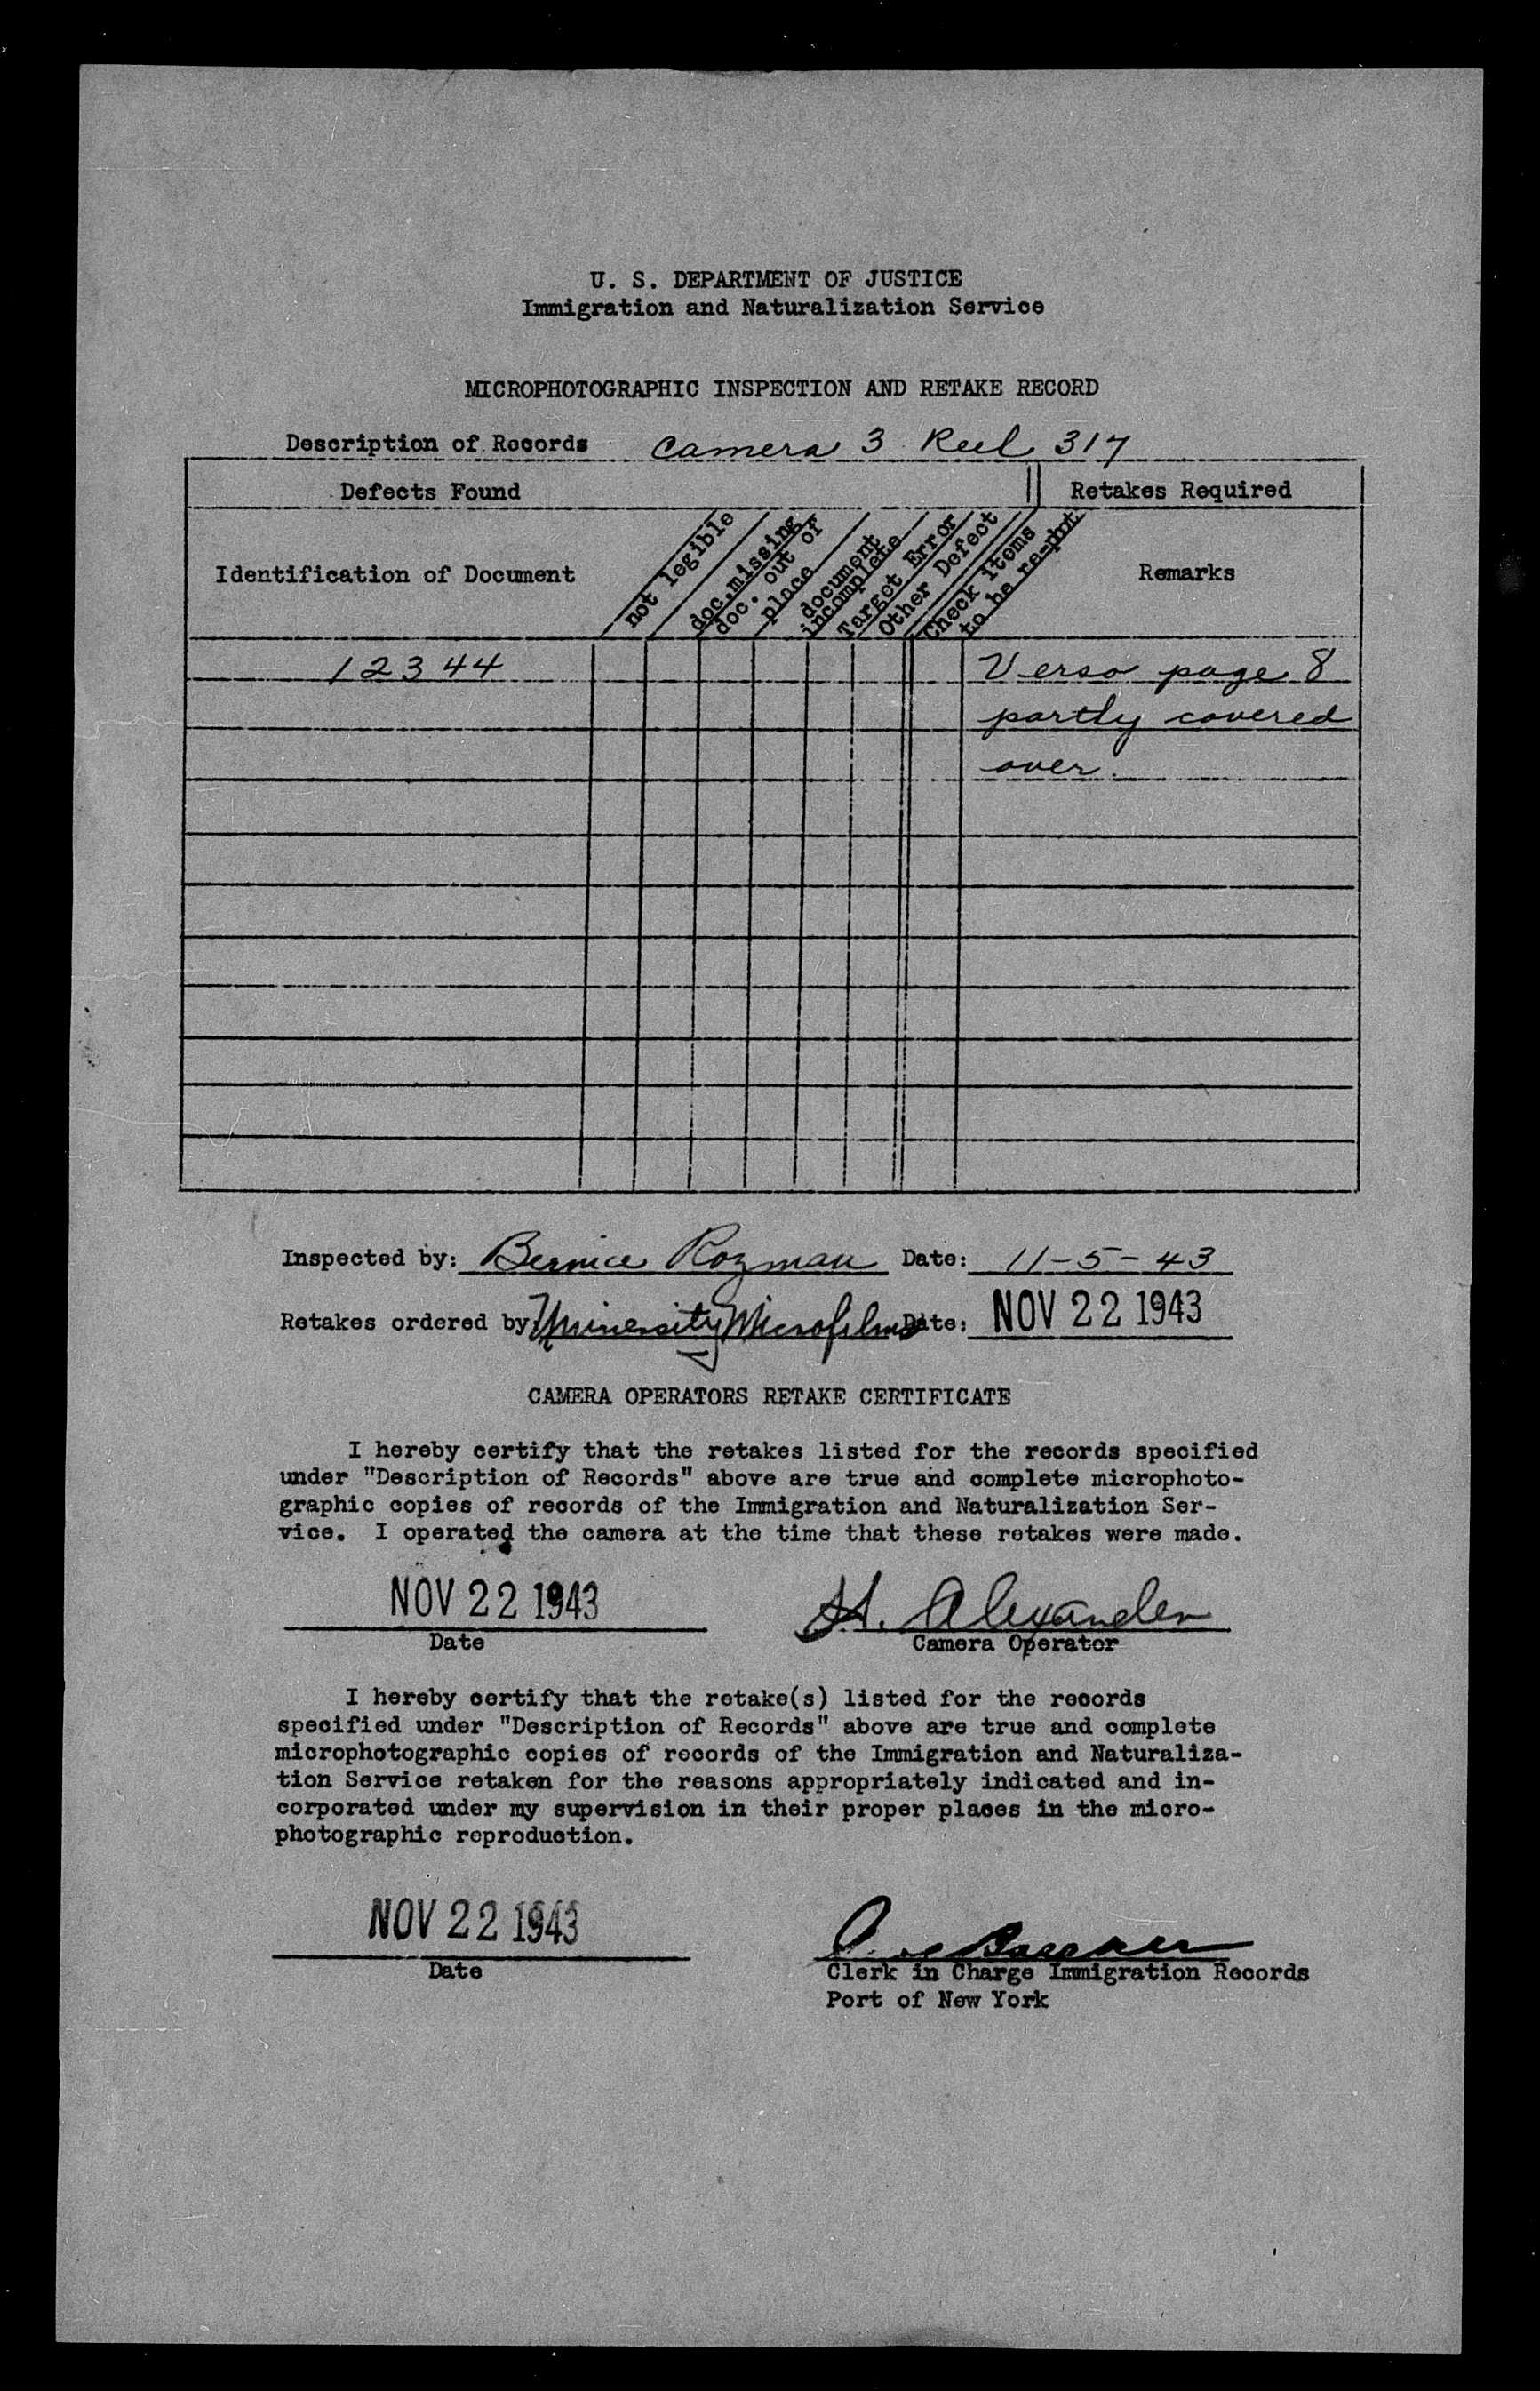 U. S. DEPARTMENT OF JUSTICE
Immigration and Naturalization Service
MICROPHOTOGRAPHIC INSPECTION AND RETAKE RECORD
Description of Records Camera 3 Reel 317
Defects Found Retakes Required
Identification of Document
not legible
doc.missing
doc. out of
place
document
incomplete
Target Error
Other Defect
Check items
to be re-phot
Remarks
12344 Verso page 8
partly covered
over.
Inspected by: Bernice Rozman Date: 11-5-43
Retakes ordered by University Microfilms Date: NOV 22 1943
CAMERA OPERATORS RETAKE CERTIFICATE
I hereby certify that the retakes listed for the records specified
under "Description of Records" above are true and complete microphoto-
graphic copies of records of the Immigration and Naturalization Ser-
vice. I operated the camera at the time that these retakes were made.
NOV 22 1943 H. Alexander
Date Camera Operator
I hereby certify that the retake(s) listed for the records
specified under "Description of Records" above are true and complete
microphotographic copies of records of the Immigration and Naturaliza-
tion Service retaken for the reasons appropriately indicated and in-
corporated under my supervision in their proper places in the micro-
photographic reproduction.
NOV 22 1943
Date Clerk in Charge Immigration Records
Port of New York